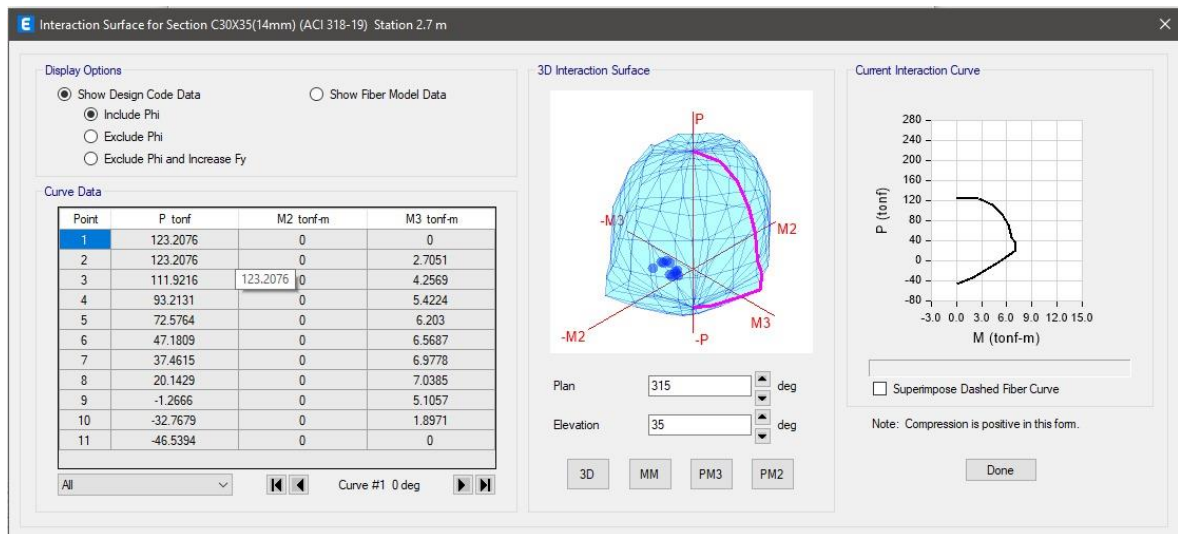 E Interaction Surface for Section C30X35(14mm) (ACI 318-19) Station 2.7 m
Display Options
Show Design Code Data
Show Fiber Model Data
Include Phi
Exclude Phi
Exclude Phi and Increase Fy
Curve Data
Point P tonf M2 tonf-m M3 tonf-m
1 123.2076 0 0
2 123.2076 0 2.7051
3 111.9216 123.2076 0 4.2569
4 93.2131 0 5.4224
5 72.5764 0 6.203
6 47.1809 0 6.5687
7 37.4615 0 6.9778
8 20.1429 0 7.0385
9 -1.2666 0 5.1057
10 -32.7679 0 1.8971
11 -46.5394 0 0
All
Curve #1 0 deg
3D Interaction Surface
P
-M3
M2
-M2
M3
-P
Plan 315 deg
Elevation 35 deg
3D MM PM3 PM2
Current Interaction Curve
280
240
200
160
120
80
40
0
-40
-80
P (tonf)
-3.0 0.0 3.0 6.0 9.0 12.0 15.0
M (tonf-m)
Superimpose Dashed Fiber Curve
Note: Compression is positive in this form.
Done